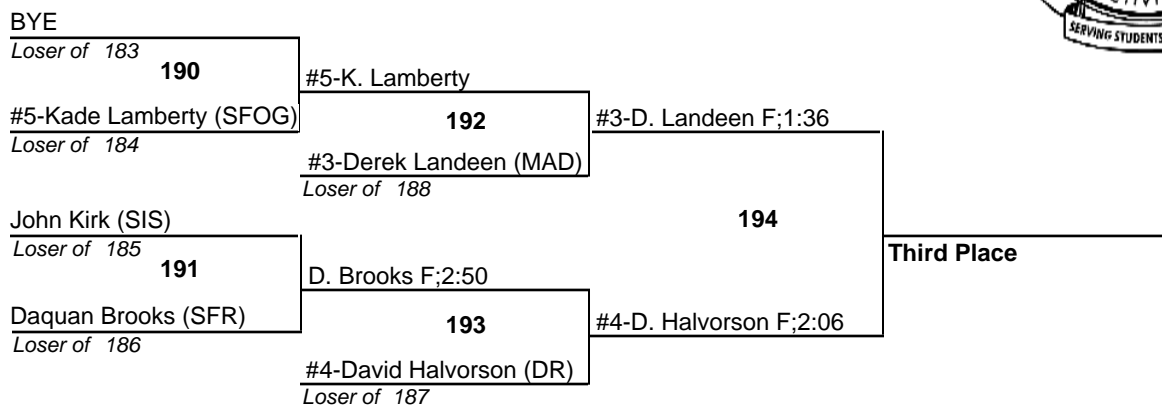 BYE
Loser of 183
190
#5-K. Lamberty
#5-Kade Lamberty (SFOG)
Loser of 184
192
#3-D. Landeen F;1:36
#3-Derek Landeen (MAD)
Loser of 188
John Kirk (SIS)
Loser of 185
191
194
Third Place
D. Brooks F;2:50
Daquan Brooks (SFR)
Loser of 186
193
#4-D. Halvorson F;2:06
#4-David Halvorson (DR)
Loser of 187
SERVING STUDENTS